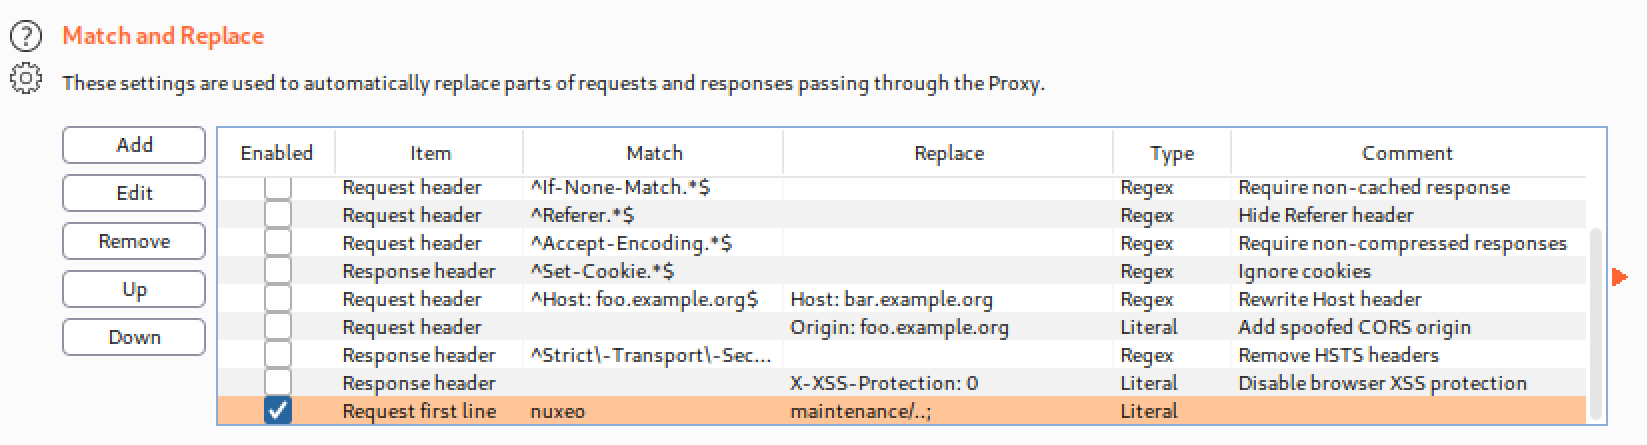 Match and Replace
These settings are used to automatically replace parts of requests and responses passing through the Proxy.
Add
Edit
Remove
Up
Down
Enabled Item Match Replace Type Comment
Request header ^If-None-Match.*$ Regex Require non-cached response
Request header ^Referer.*$ Regex Hide Referer header
Request header ^Accept-Encoding.*$ Regex Require non-compressed responses
Response header ^Set-Cookie.*$ Regex Ignore cookies
Request header ^Host: foo.example.org$ Host: bar.example.org Regex Rewrite Host header
Request header Origin: foo.example.org Literal Add spoofed CORS origin
Response header ^Strict\-Transport\-Sec... Regex Remove HSTS headers
Response header X-XSS-Protection: 0 Literal Disable browser XSS protection
Request first line nuxeo maintenance/..; Literal